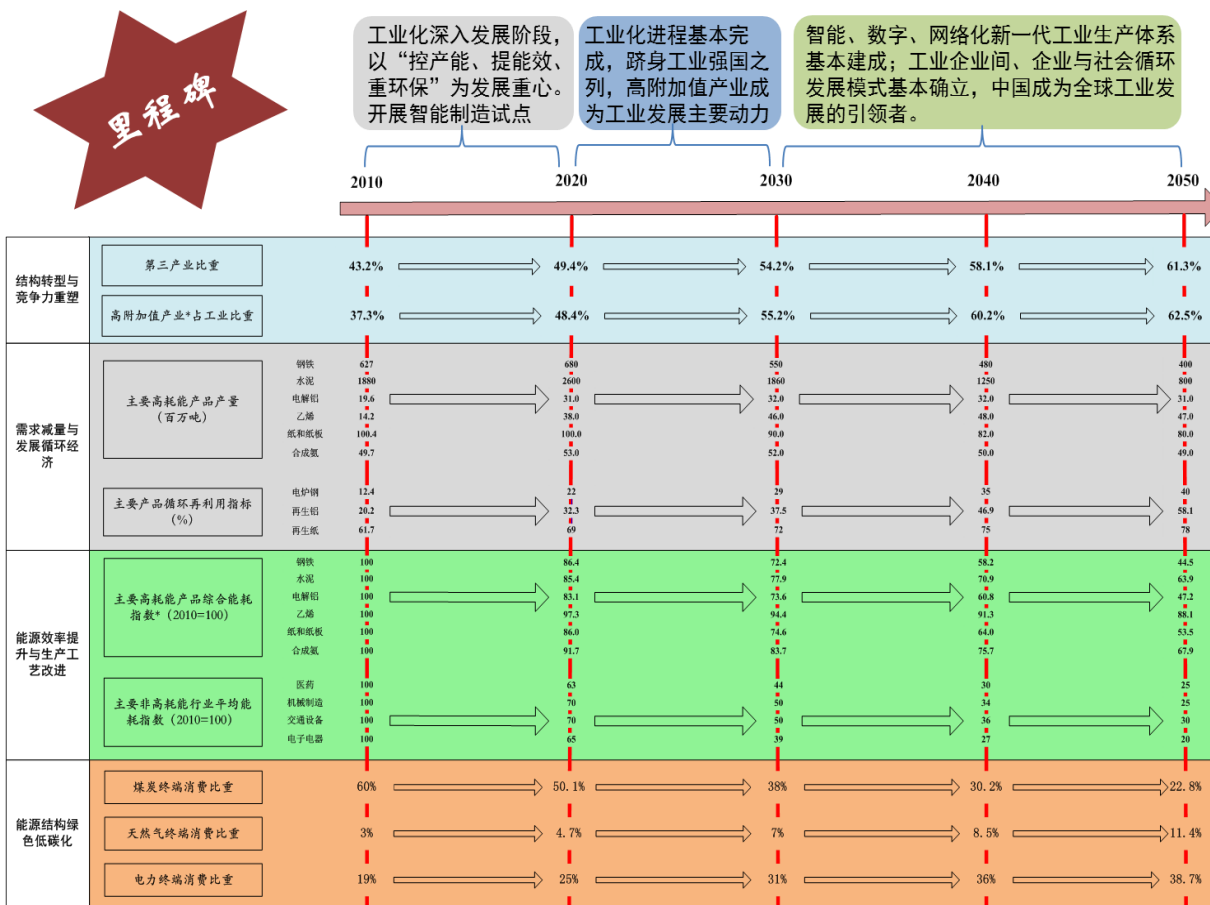 里程碑
工业化深入发展阶段，
以“控产能、提能效、
重环保”为发展重心。
开展智能制造试点
工业化进程基本完
成，跻身工业强国之
列，高附加值产业成
为工业发展主要动力
智能、数字、网络化新一代工业生产体系
基本建成；工业企业间、企业与社会循环
发展模式基本确立，中国成为全球工业发
展的引领者。
2010 2020 2030 2040 2050
结构转型与
竞争力重塑
第三产业比重 43.2% 49.4% 54.2% 58.1% 61.3%
高附加值产业*占工业比重 37.3% 48.4% 55.2% 60.2% 62.5%
需求减量与
发展循环经
济
主要高耗能产品产量
（百万吨）
钢铁 627 680 550 480 400
水泥 1880 2600 1860 1250 800
电解铝 19.6 31.0 32.0 32.0 31.0
乙烯 14.2 38.0 46.0 48.0 47.0
纸和纸板 100.4 100.0 90.0 82.0 80.0
合成氨 49.7 53.0 52.0 50.0 49.0
主要产品循环再利用指标
（%）
电炉钢 12.4 22 29 35 40
再生铝 20.2 32.3 37.5 46.9 58.1
再生纸 61.7 69 72 75 78
能源效率提
升与生产工
艺改进
主要高耗能产品综合能耗
指数*（2010=100）
钢铁 100 86.4 72.4 58.2 44.5
水泥 100 85.4 77.9 70.9 63.9
电解铝 100 83.1 73.6 60.8 47.2
乙烯 100 97.3 94.4 91.3 88.1
纸和纸板 100 86.0 74.6 64.0 53.5
合成氨 100 91.7 83.7 75.7 67.9
主要非高耗能行业平均能
耗指数（2010=100）
医药 100 63 44 30 25
机械制造 100 70 50 34 25
交通设备 100 70 50 36 30
电子电器 100 65 39 27 20
能源结构绿
色低碳化
煤炭终端消费比重 60% 50.1% 38% 30.2% 22.8%
天然气终端消费比重 3% 4.7% 7% 8.5% 11.4%
电力终端消费比重 19% 25% 31% 36% 38.7%